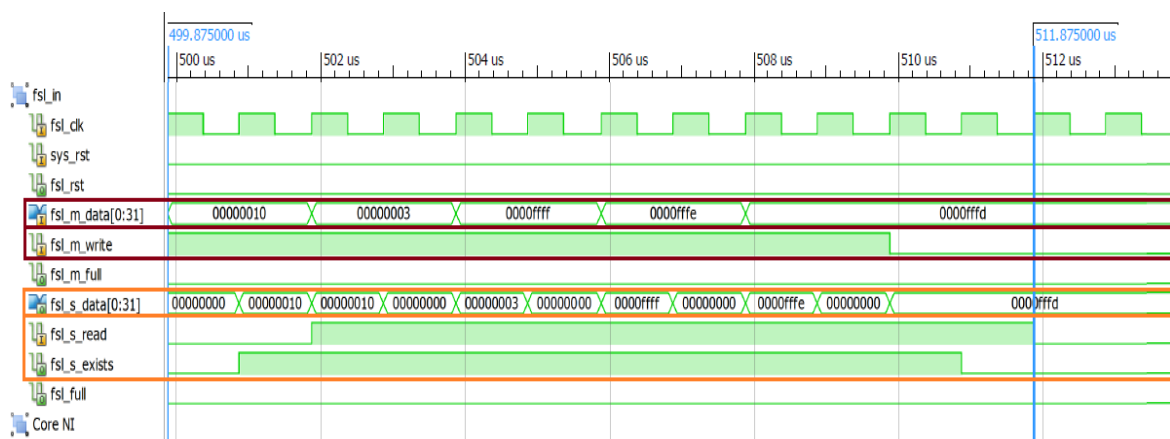 499.875000 us 511.875000 us
500 us 502 us 504 us 506 us 508 us 510 us 512 us
fsl_in
fsl_clk
sys_rst
fsl_rst
fsl_m_data[0:31] 00000010 00000003 0000ffff 0000fffe 0000fffd
fsl_m_write
fsl_m_full
fsl_s_data[0:31] 00000000 00000010 00000010 00000000 00000003 00000000 0000ffff 00000000 0000fffe 00000000 0000fffd
fsl_s_read
fsl_s_exists
fsl_full
Core NI